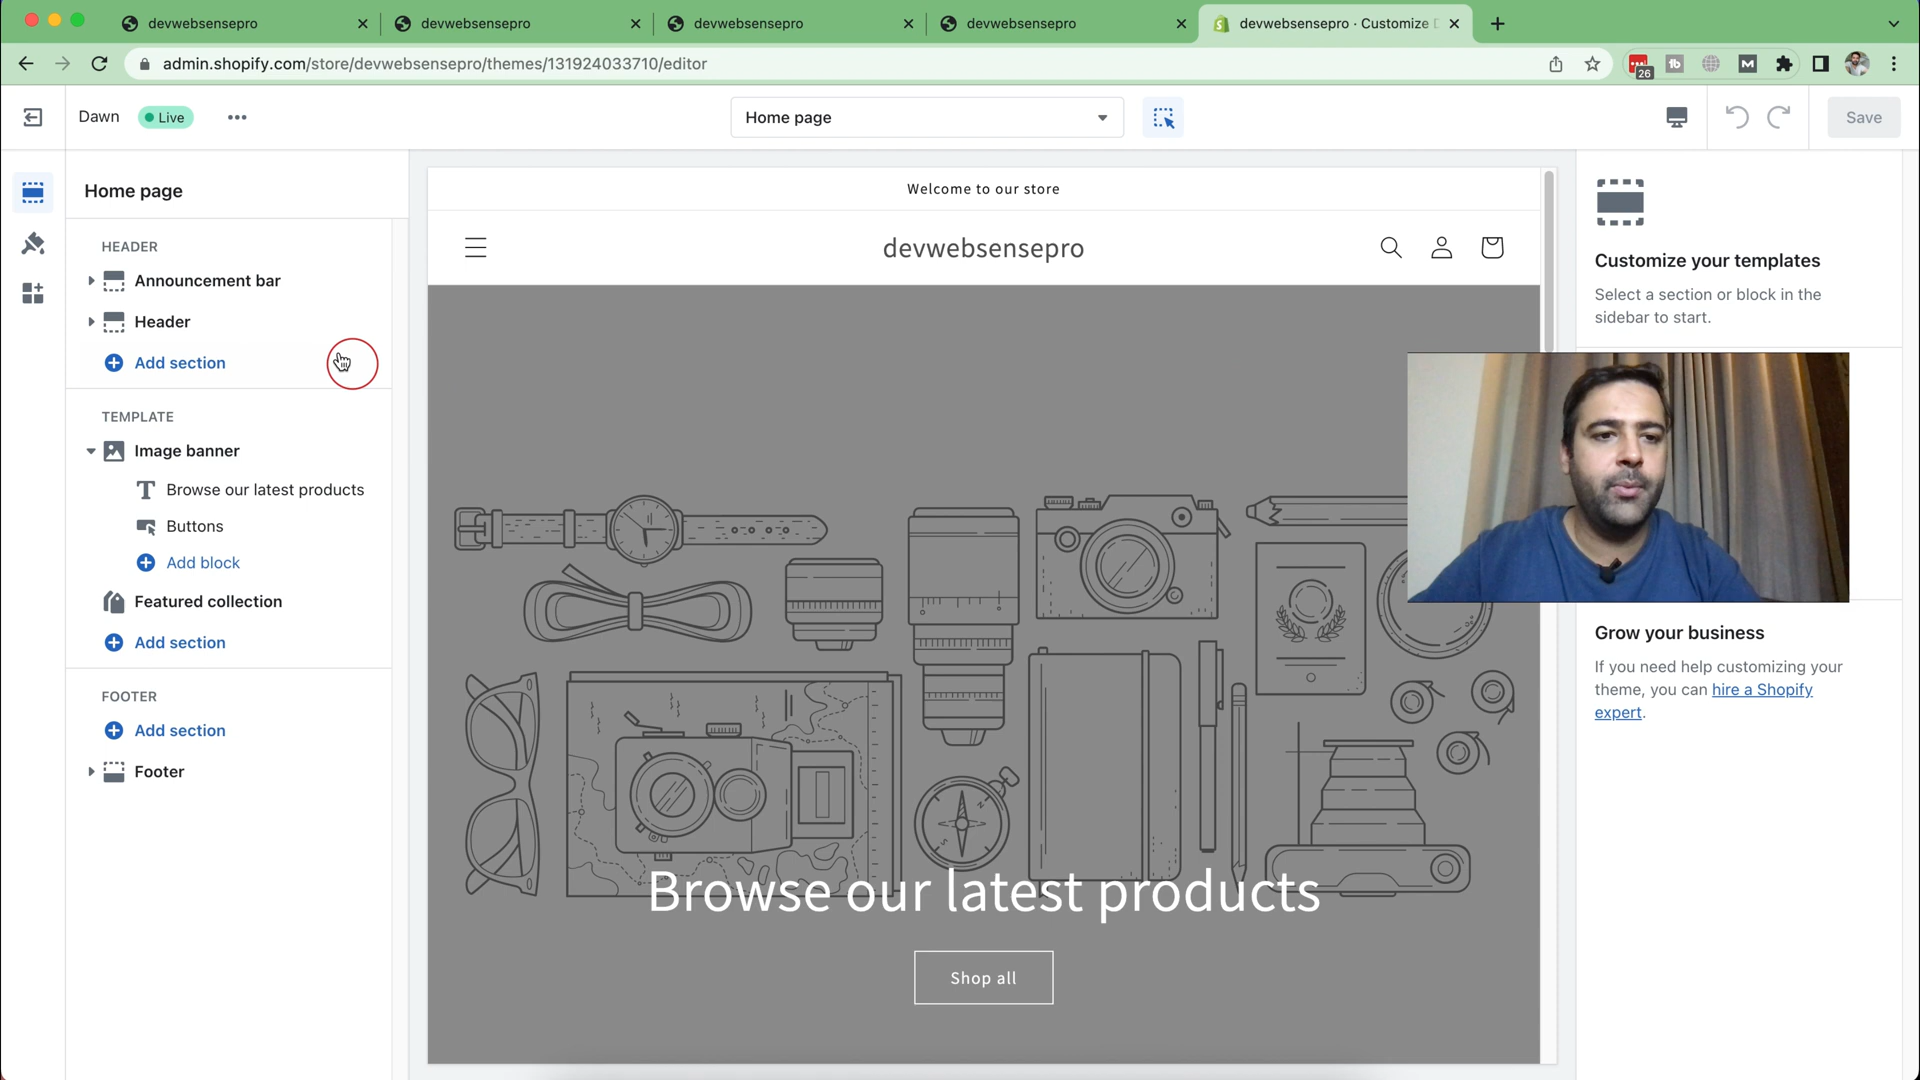 devwebsensepro
devwebsensepro
devwebsensepro
devwebsensepro
devwebsensepro · Customize
admin.shopify.com/store/devwebsensepro/themes/131924033710/editor
26
tb
M
Dawn
Live
Home page
Save
Home page
HEADER
Announcement bar
Header
Add section
TEMPLATE
Image banner
Browse our latest products
Buttons
Add block
Featured collection
Add section
FOOTER
Add section
Footer
Welcome to our store
devwebsensepro
Browse our latest products
Shop all
Customize your templates
Select a section or block in the
sidebar to start.
Grow your business
If you need help customizing your
theme, you can hire a Shopify
expert.